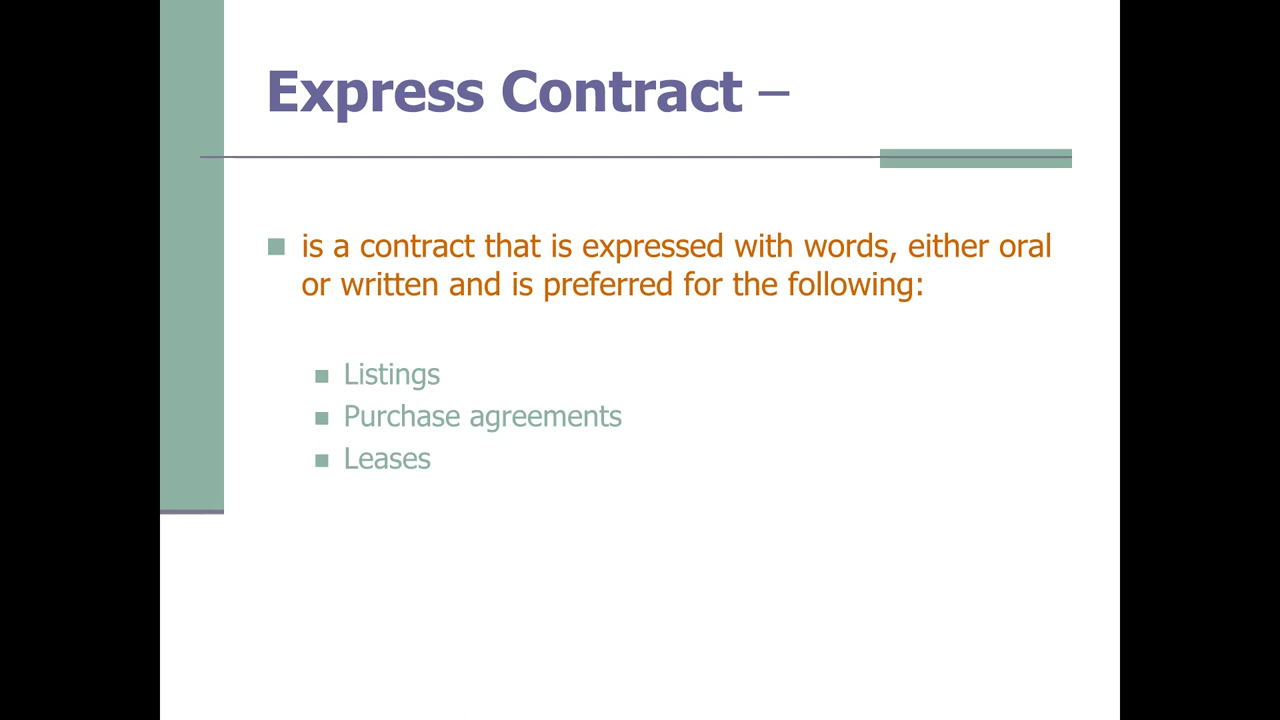 Express Contract –
is a contract that is expressed with words, either oral
or written and is preferred for the following:
Listings
Purchase agreements
Leases